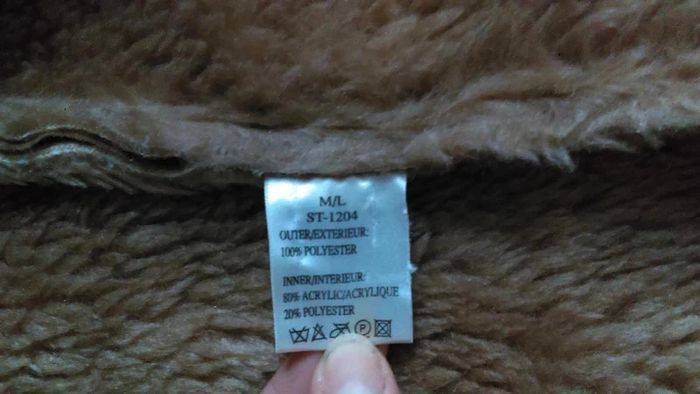 M/L
ST-1204
OUTER/EXTERIEUR:
100% POLYESTER
INNER/INTERIEUR:
80% ACRYLIC/ACRYLIQUE
20% POLYESTER
P